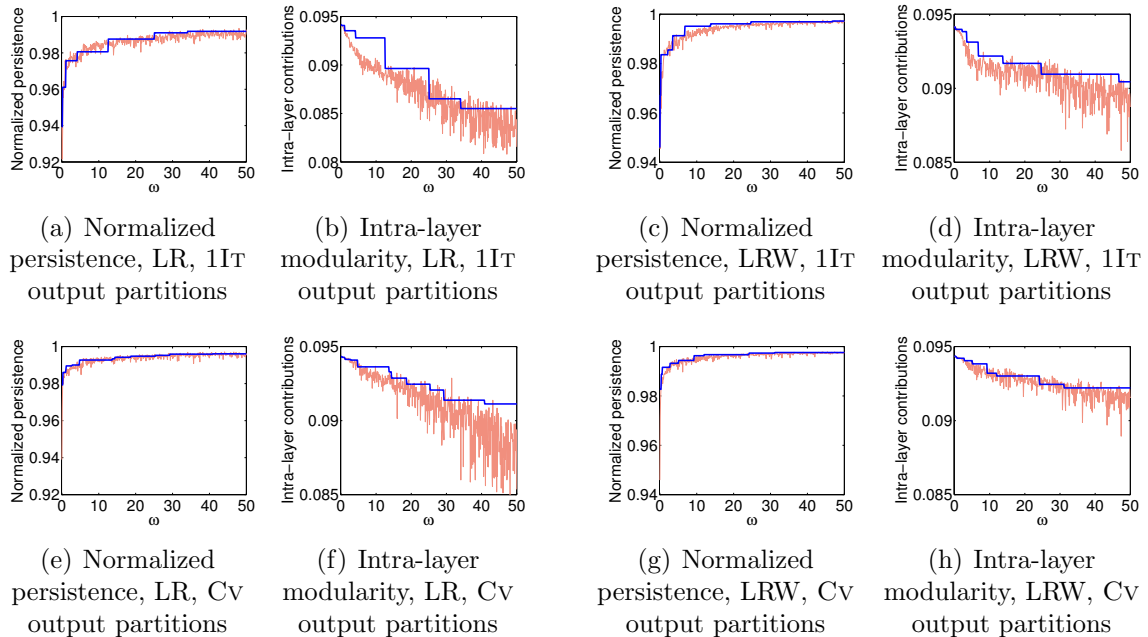 Normalized persistence
1
0.98
0.96
0.94
0.92
0 10 20 30 40 50
ω
(a) Normalized
persistence, LR, 1IT
output partitions
Intra−layer contributions
0.095
0.09
0.085
0.08
0 10 20 30 40 50
ω
(b) Intra-layer
modularity, LR, 1IT
output partitions
Normalized persistence
1
0.98
0.96
0.94
0 10 20 30 40 50
ω
(c) Normalized
persistence, LRW, 1IT
output partitions
Intra−layer contributions
0.095
0.09
0.085
0 10 20 30 40 50
ω
(d) Intra-layer
modularity, LRW, 1IT
output partitions
Normalized persistence
1
0.98
0.96
0.94
0.92
0 10 20 30 40 50
ω
(e) Normalized
persistence, LR, CV
output partitions
Intra−layer contributions
0.095
0.09
0.085
0 10 20 30 40 50
ω
(f) Intra-layer
modularity, LR, CV
output partitions
Normalized persistence
1
0.98
0.96
0.94
0 10 20 30 40 50
ω
(g) Normalized
persistence, LRW, CV
output partitions
Intra−layer contributions
0.095
0.09
0.085
0 10 20 30 40 50
ω
(h) Intra-layer
modularity, LRW, CV
output partitions